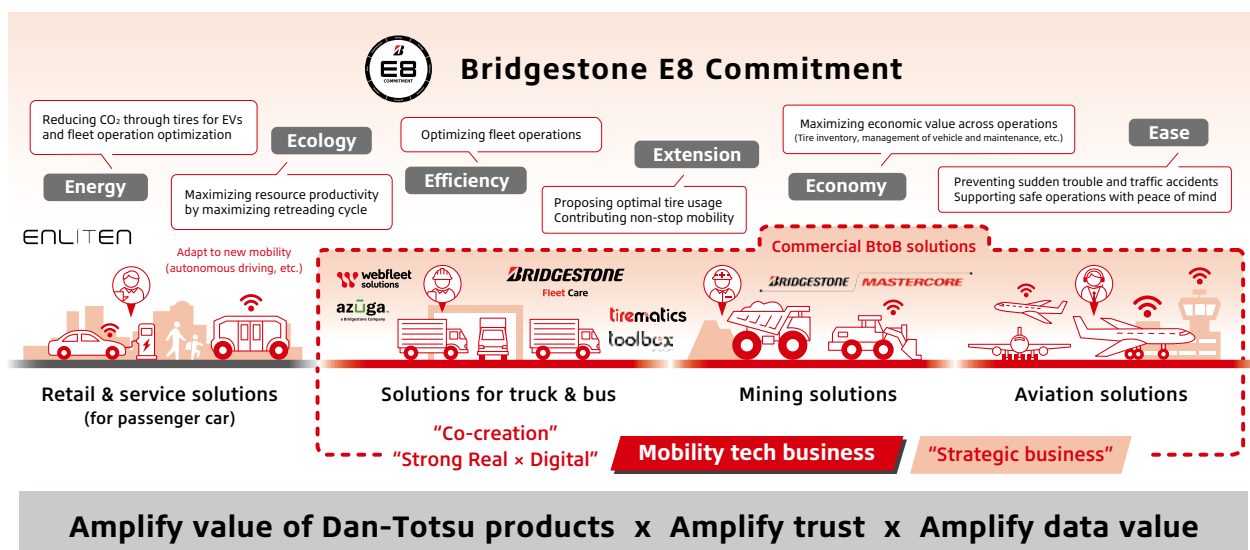 B
E8
COMMITMENT
Bridgestone E8 Commitment
Reducing CO₂ through tires for EVs
and fleet operation optimization
Energy
Ecology
Maximizing resource productivity
by maximizing retreading cycle
Optimizing fleet operations
Efficiency
Extension
Proposing optimal tire usage
Contributing non-stop mobility
Maximizing economic value across operations
(Tire inventory, management of vehicle and maintenance, etc.)
Economy
Ease
Preventing sudden trouble and traffic accidents
Supporting safe operations with peace of mind
ENLITEN
Adapt to new mobility
(autonomous driving, etc.)
Commercial BtoB solutions
webfleet
solutions
azuga
a Bridgestone Company
BRIDGESTONE
Fleet Care
tirematics
toolbox
BRIDGESTONE MASTERCORE
Retail & service solutions
(for passenger car)
Solutions for truck & bus
Mining solutions
Aviation solutions
“Co-creation”
“Strong Real × Digital”
Mobility tech business
“Strategic business”
Amplify value of Dan-Totsu products x Amplify trust x Amplify data value